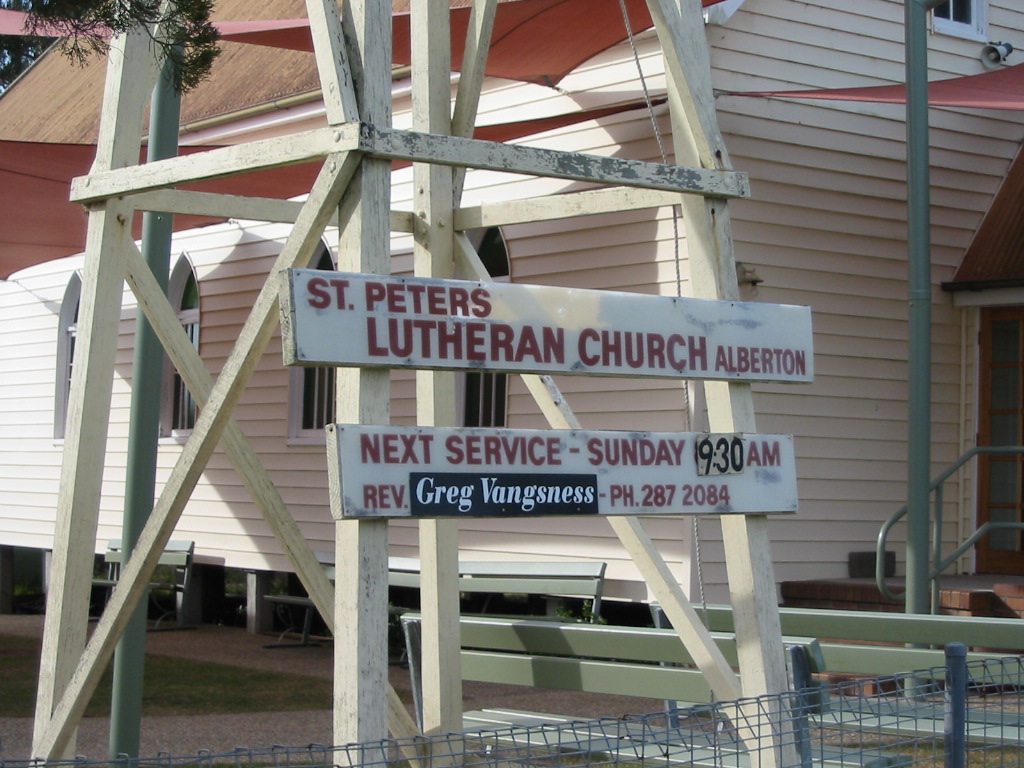 ST. PETERS
LUTHERAN CHURCH ALBERTON
NEXT SERVICE - SUNDAY 9:30 AM
REV. Greg Vangsness - PH. 287 2084